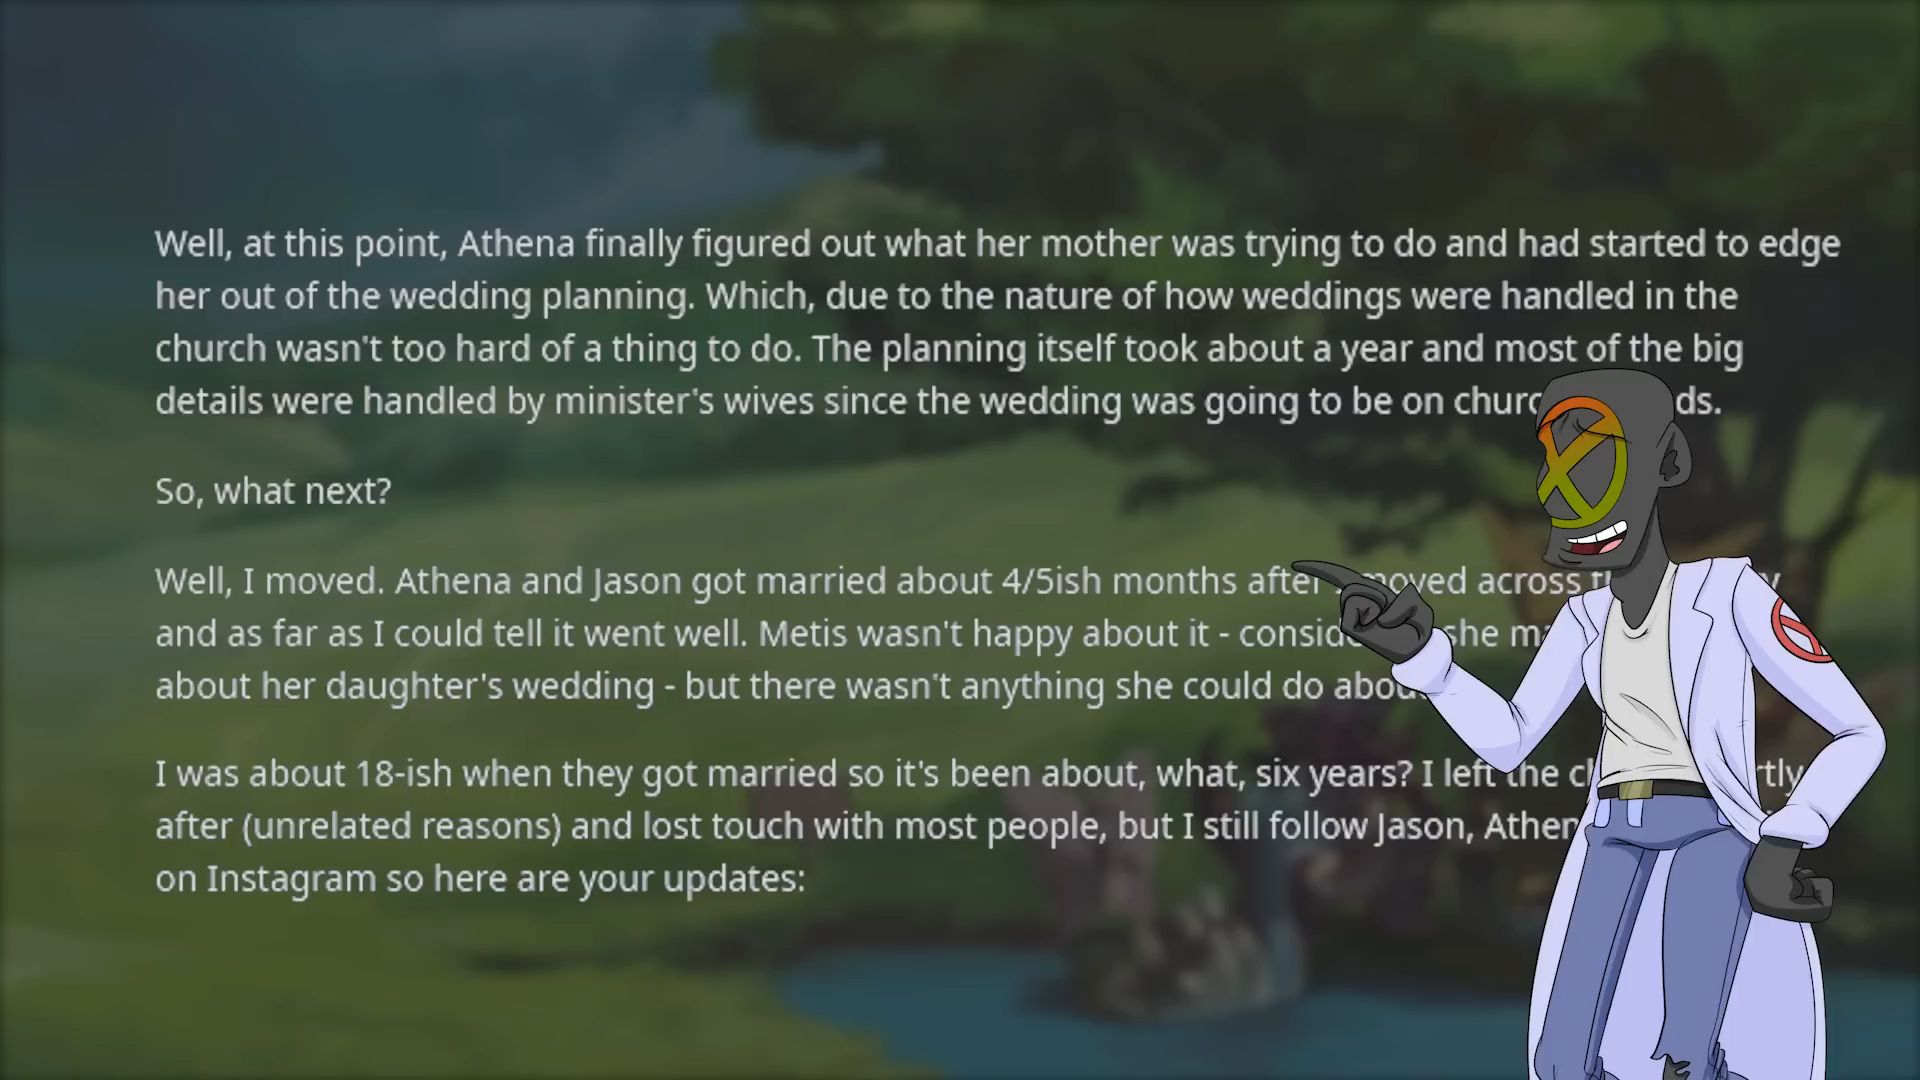 Well, at this point, Athena finally figured out what her mother was trying to do and had started to edge
her out of the wedding planning. Which, due to the nature of how weddings were handled in the
church wasn't too hard of a thing to do. The planning itself took about a year and most of the big
details were handled by minister's wives since the wedding was going to be on
So, what next?
Well, I moved. Athena and Jason got married about 4/5ish months after moved across
and as far as I could tell it went well. Metis wasn't happy about it - she
about her daughter's wedding - but there wasn't anything she could do
I was about 18-ish when they got married so it's been about, what, six years? I left the
after (unrelated reasons) and lost touch with most people, but I still follow Jason,
on Instagram so here are your updates: